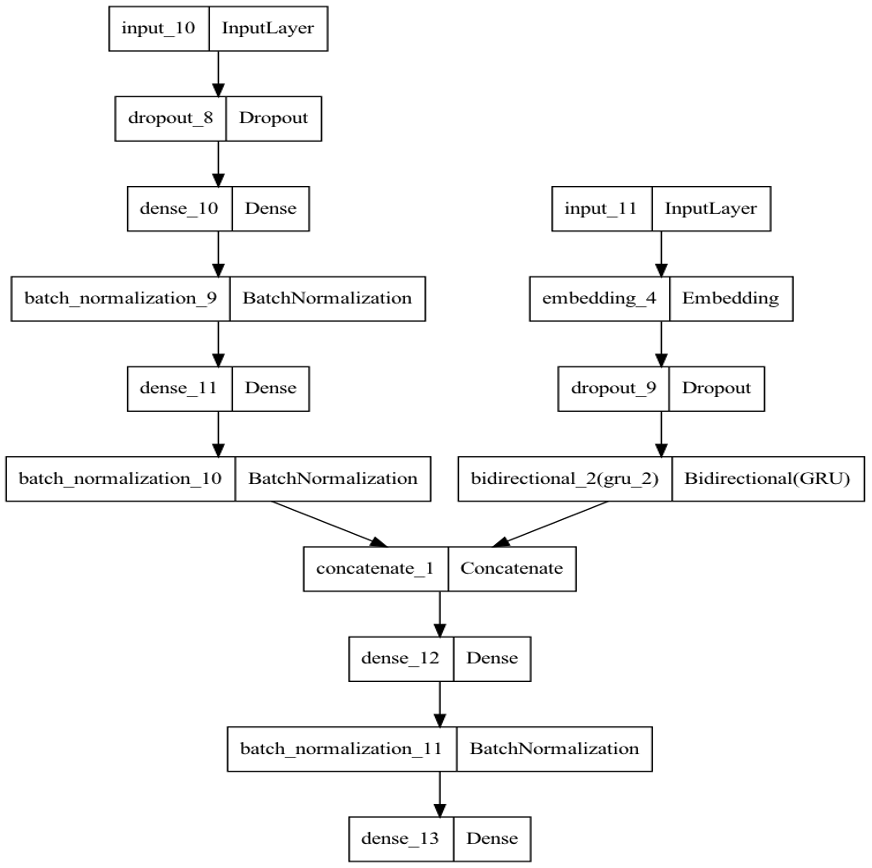 input_10 InputLayer
dropout_8 Dropout
dense_10 Dense
input_11 InputLayer
batch_normalization_9 BatchNormalization
embedding_4 Embedding
dense_11 Dense
dropout_9 Dropout
batch_normalization_10 BatchNormalization
bidirectional_2(gru_2) Bidirectional(GRU)
concatenate_1 Concatenate
dense_12 Dense
batch_normalization_11 BatchNormalization
dense_13 Dense